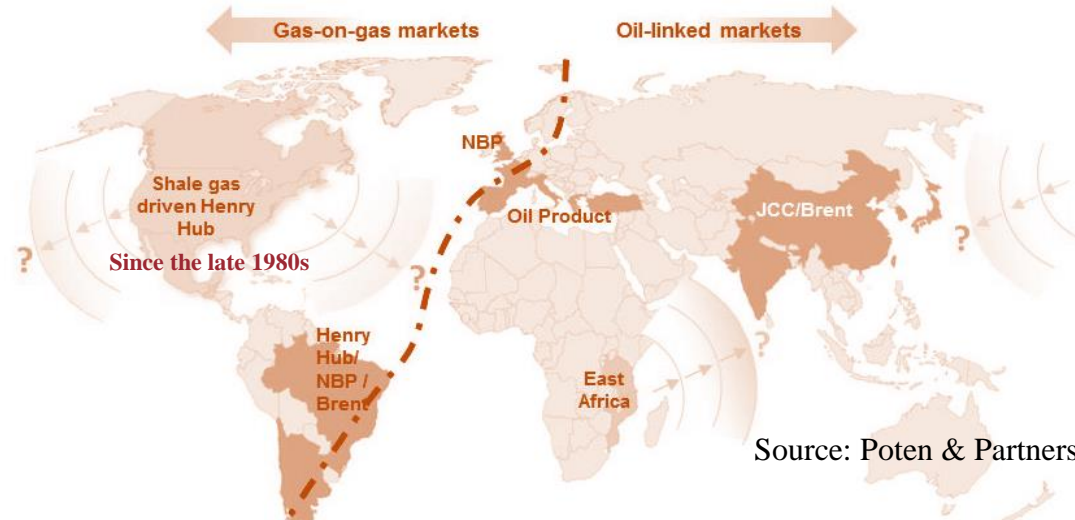 Gas-on-gas markets
Oil-linked markets
NBP
Shale gas
driven Henry
Hub
Since the late 1980s
?
?
Oil Product
JCC/Brent
?
?
Henry
Hub/
NBP /
Brent
East
Africa
Source: Poten & Partners